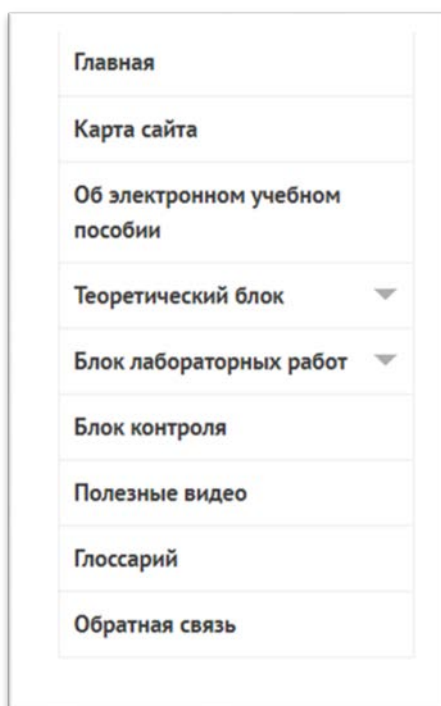 Главная
Карта сайта
Об электронном учебном
пособии
Теоретический блок
Блок лабораторных работ
Блок контроля
Полезные видео
Глоссарий
Обратная связь